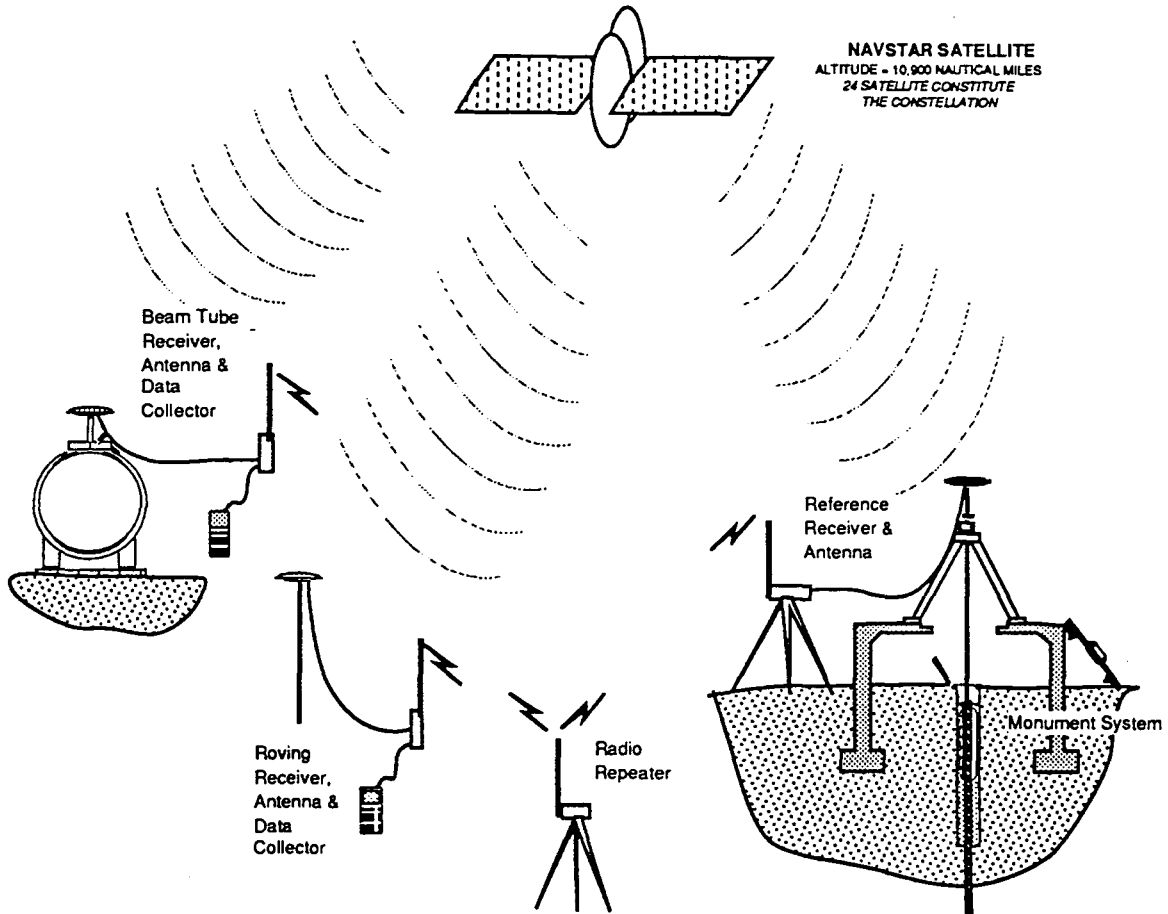 NAVSTAR SATELLITE
ALTITUDE = 10,900 NAUTICAL MILES
24 SATELLITE CONSTITUTE
THE CONSTELLATION
Beam Tube
Receiver,
Antenna &
Data
Collector
Reference
Receiver &
Antenna
Monument System
Roving
Receiver,
Antenna &
Data
Collector
Radio
Repeater